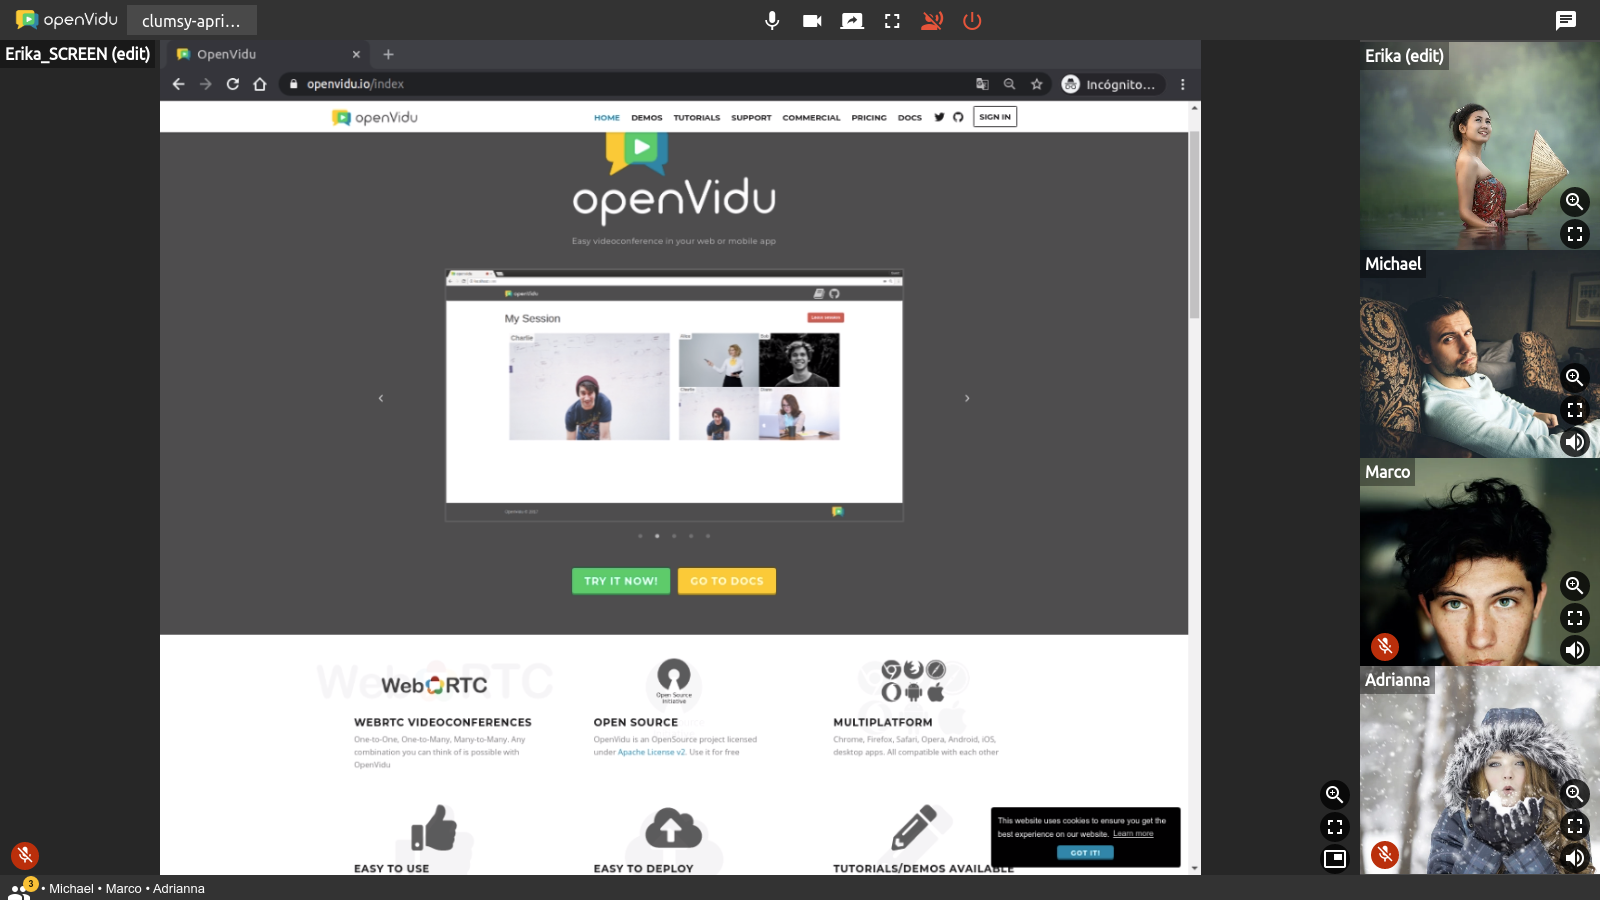 openVidu
clumsy-apri...
Erika_SCREEN (edit)
OpenVidu
openvidu.io/index
Incógnito...
openVidu
HOME DEMOS TUTORIALS SUPPORT COMMERCIAL PRICING DOCS SIGN IN
openVidu
Easy videoconference in your web or mobile app
openVidu
My Session
Charlie
TRY IT NOW!
GO TO DOCS
WebRTC
Open Source
Initiative
WEBRTC VIDEOCONFERENCES
One-to-One, One-to-Many, Many-to-Many. Any
combination you can think of is possible with
OpenVidu
OPEN SOURCE
OpenVidu is an OpenSource project licensed
under Apache License v2. Use it for free
MULTIPLATFORM
Chrome, Firefox, Safari, Opera, Android, iOS,
desktop apps. All compatible with each other
EASY TO USE
EASY TO DEPLOY
TUTORIALS/DEMOS AVAILABLE
This website uses cookies to ensure you get the
best experience on our website. Learn more
GOT IT!
Erika (edit)
Michael
Marco
Adrianna
3
• Michael • Marco • Adrianna